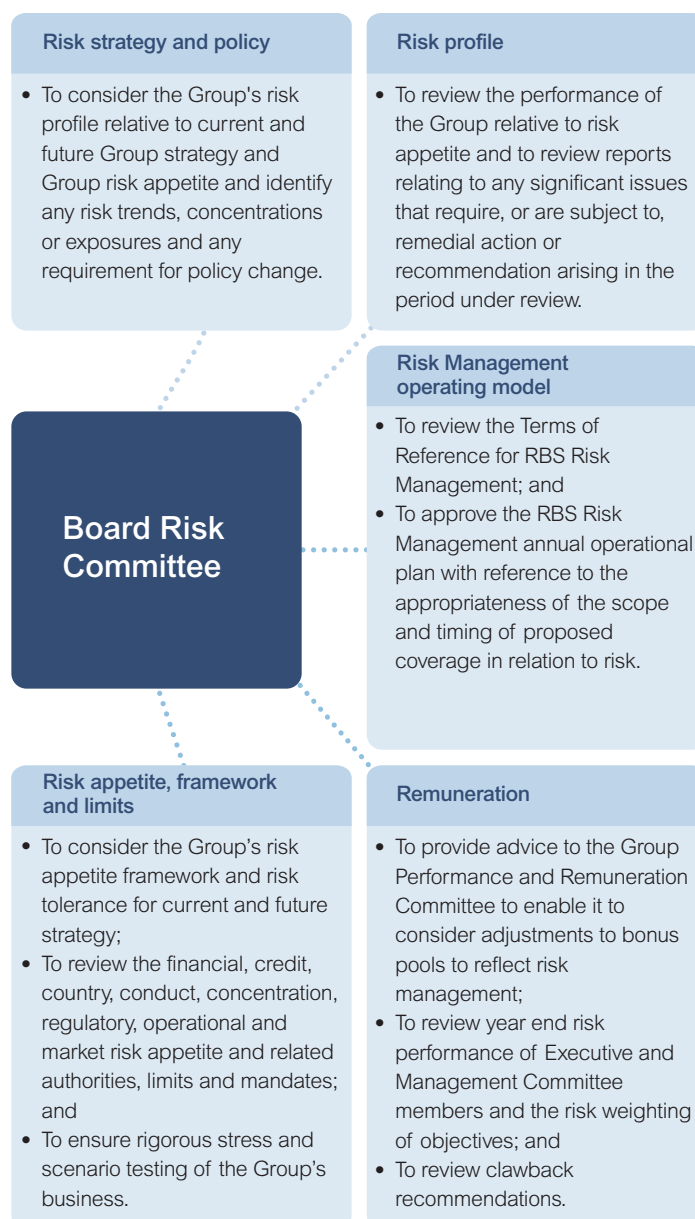 Risk strategy and policy
• To consider the Group's risk
profile relative to current and
future Group strategy and
Group risk appetite and identify
any risk trends, concentrations
or exposures and any
requirement for policy change.
Risk profile
• To review the performance of
the Group relative to risk
appetite and to review reports
relating to any significant issues
that require, or are subject to,
remedial action or
recommendation arising in the
period under review.
Board Risk
Committee
Risk Management
operating model
• To review the Terms of
Reference for RBS Risk
Management; and
• To approve the RBS Risk
Management annual operational
plan with reference to the
appropriateness of the scope
and timing of proposed
coverage in relation to risk.
Risk appetite, framework
and limits
• To consider the Group’s risk
appetite framework and risk
tolerance for current and future
strategy;
• To review the financial, credit,
country, conduct, concentration,
regulatory, operational and
market risk appetite and related
authorities, limits and mandates;
and
• To ensure rigorous stress and
scenario testing of the Group’s
business.
Remuneration
• To provide advice to the Group
Performance and Remuneration
Committee to enable it to
consider adjustments to bonus
pools to reflect risk
management;
• To review year end risk
performance of Executive and
Management Committee
members and the risk weighting
of objectives; and
• To review clawback
recommendations.